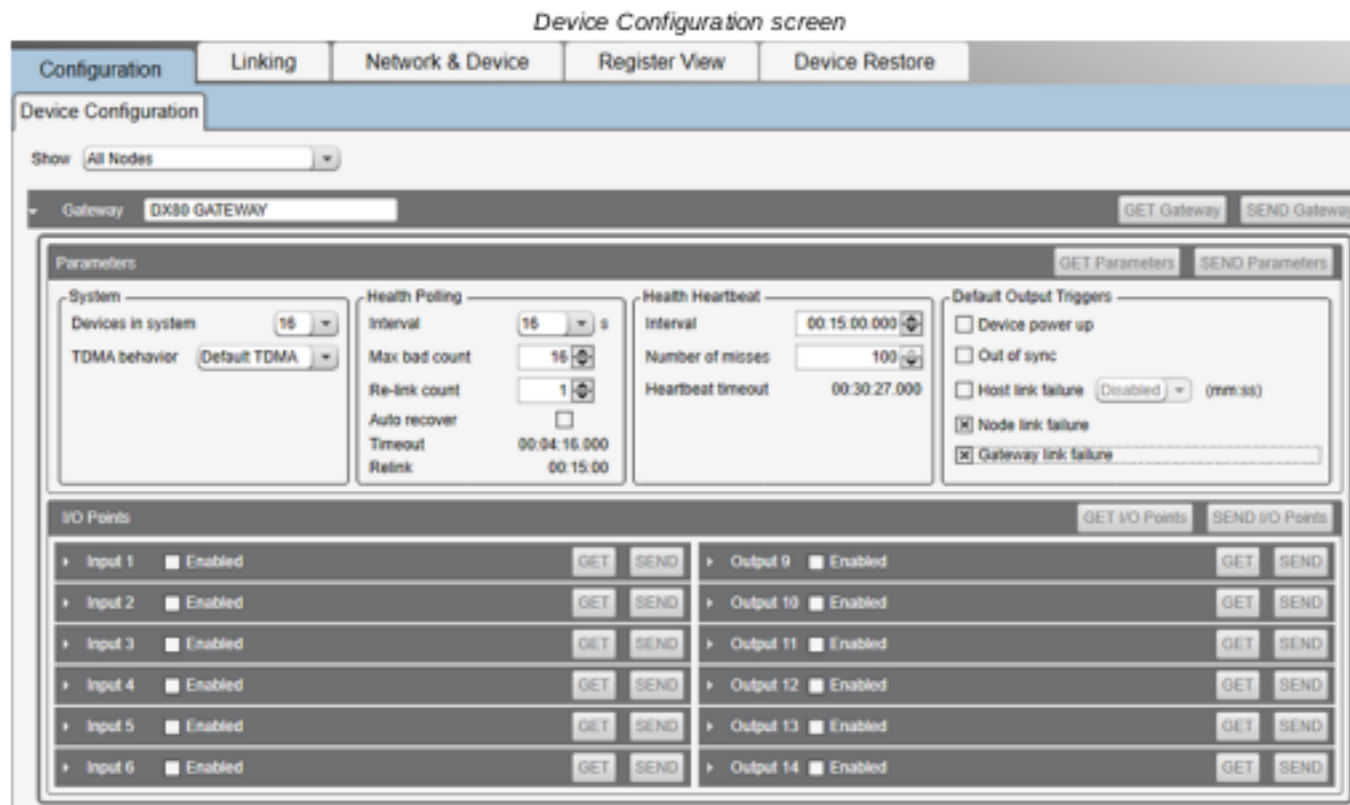 Device Configuration screen
Configuration Linking Network & Device Register View Device Restore
Device Configuration
Show All Nodes
Gateway DX80 GATEWAY GET Gateway SEND Gateway
Parameters GET Parameters SEND Parameters
System Health Polling Health Heartbeat Default Output Triggers
Devices in system 16 Interval 16 s Interval 00:15:00.000 Device power up
TDMA behavior Default TDMA Max bad count 16 Number of misses 100 Out of sync
Re-link count 1 Heartbeat timeout 00:30:27.000 Host link failure Disabled (mm:ss)
Auto recover Node link failure
Timeout 00:04:16.000 Gateway link failure
Relink 00:15:00
I/O Points GET I/O Points SEND I/O Points
Input 1 Enabled GET SEND Output 9 Enabled GET SEND
Input 2 Enabled GET SEND Output 10 Enabled GET SEND
Input 3 Enabled GET SEND Output 11 Enabled GET SEND
Input 4 Enabled GET SEND Output 12 Enabled GET SEND
Input 5 Enabled GET SEND Output 13 Enabled GET SEND
Input 6 Enabled GET SEND Output 14 Enabled GET SEND